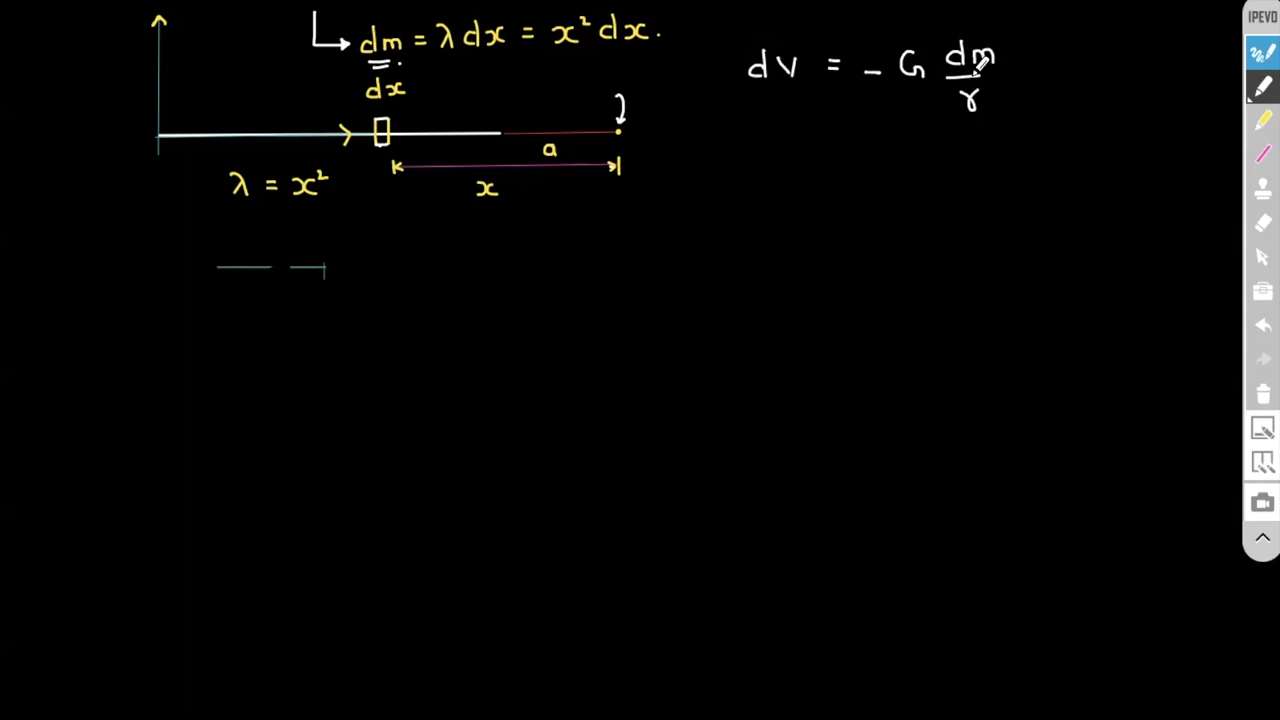 dm = λ dx = x² dx.
dV = - G dm/r
dx
a
x
λ = x²
IPEVO